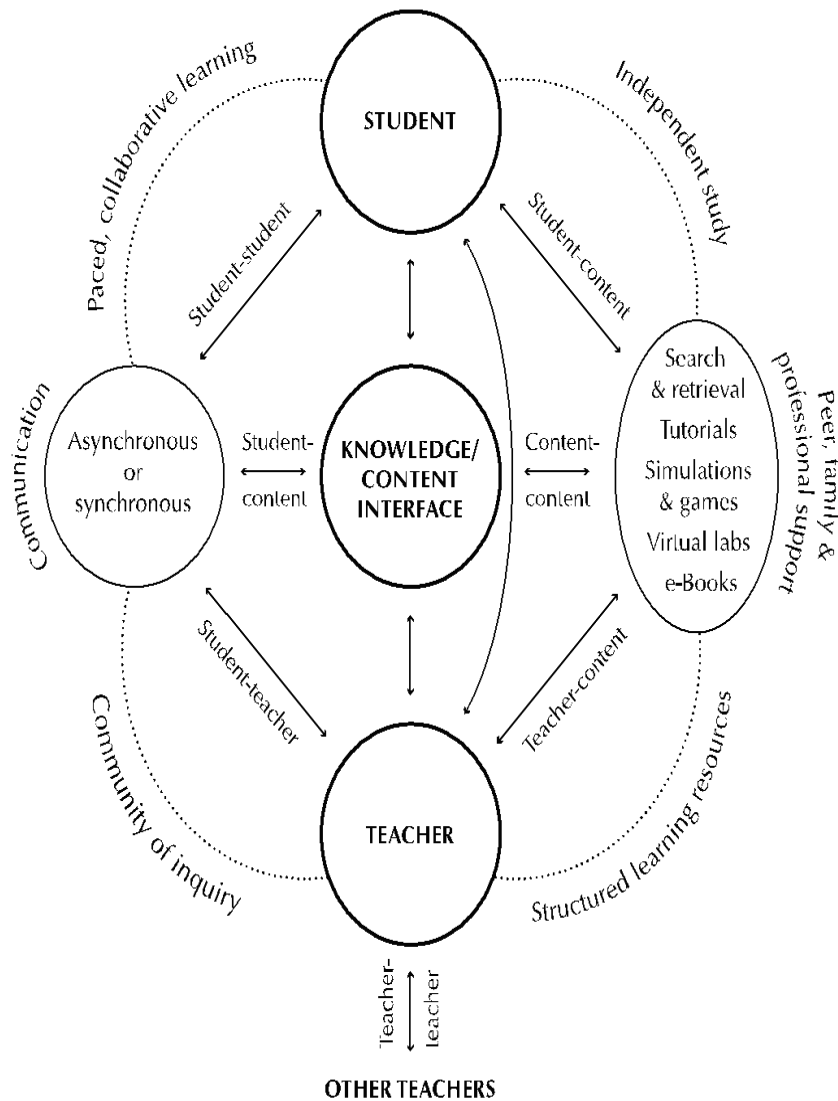 Paced, collaborative learning
STUDENT
Independent study
Student-student
Student-content
Communication
Asynchronous
or
synchronous
Student-
content
KNOWLEDGE/
CONTENT
INTERFACE
Content-
content
Search
& retrieval
Tutorials
Simulations
& games
Virtual labs
e-Books
Peer, family &
professional support
Student-teacher
Teacher-content
Community of inquiry
TEACHER
Structured learning resources
Teacher-
teacher
OTHER TEACHERS